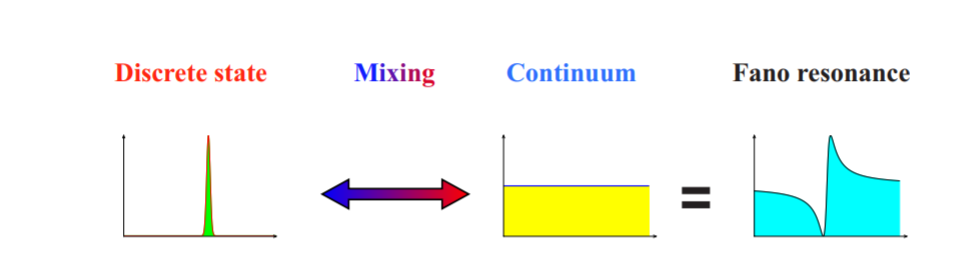 Discrete state Mixing Continuum Fano resonance
=